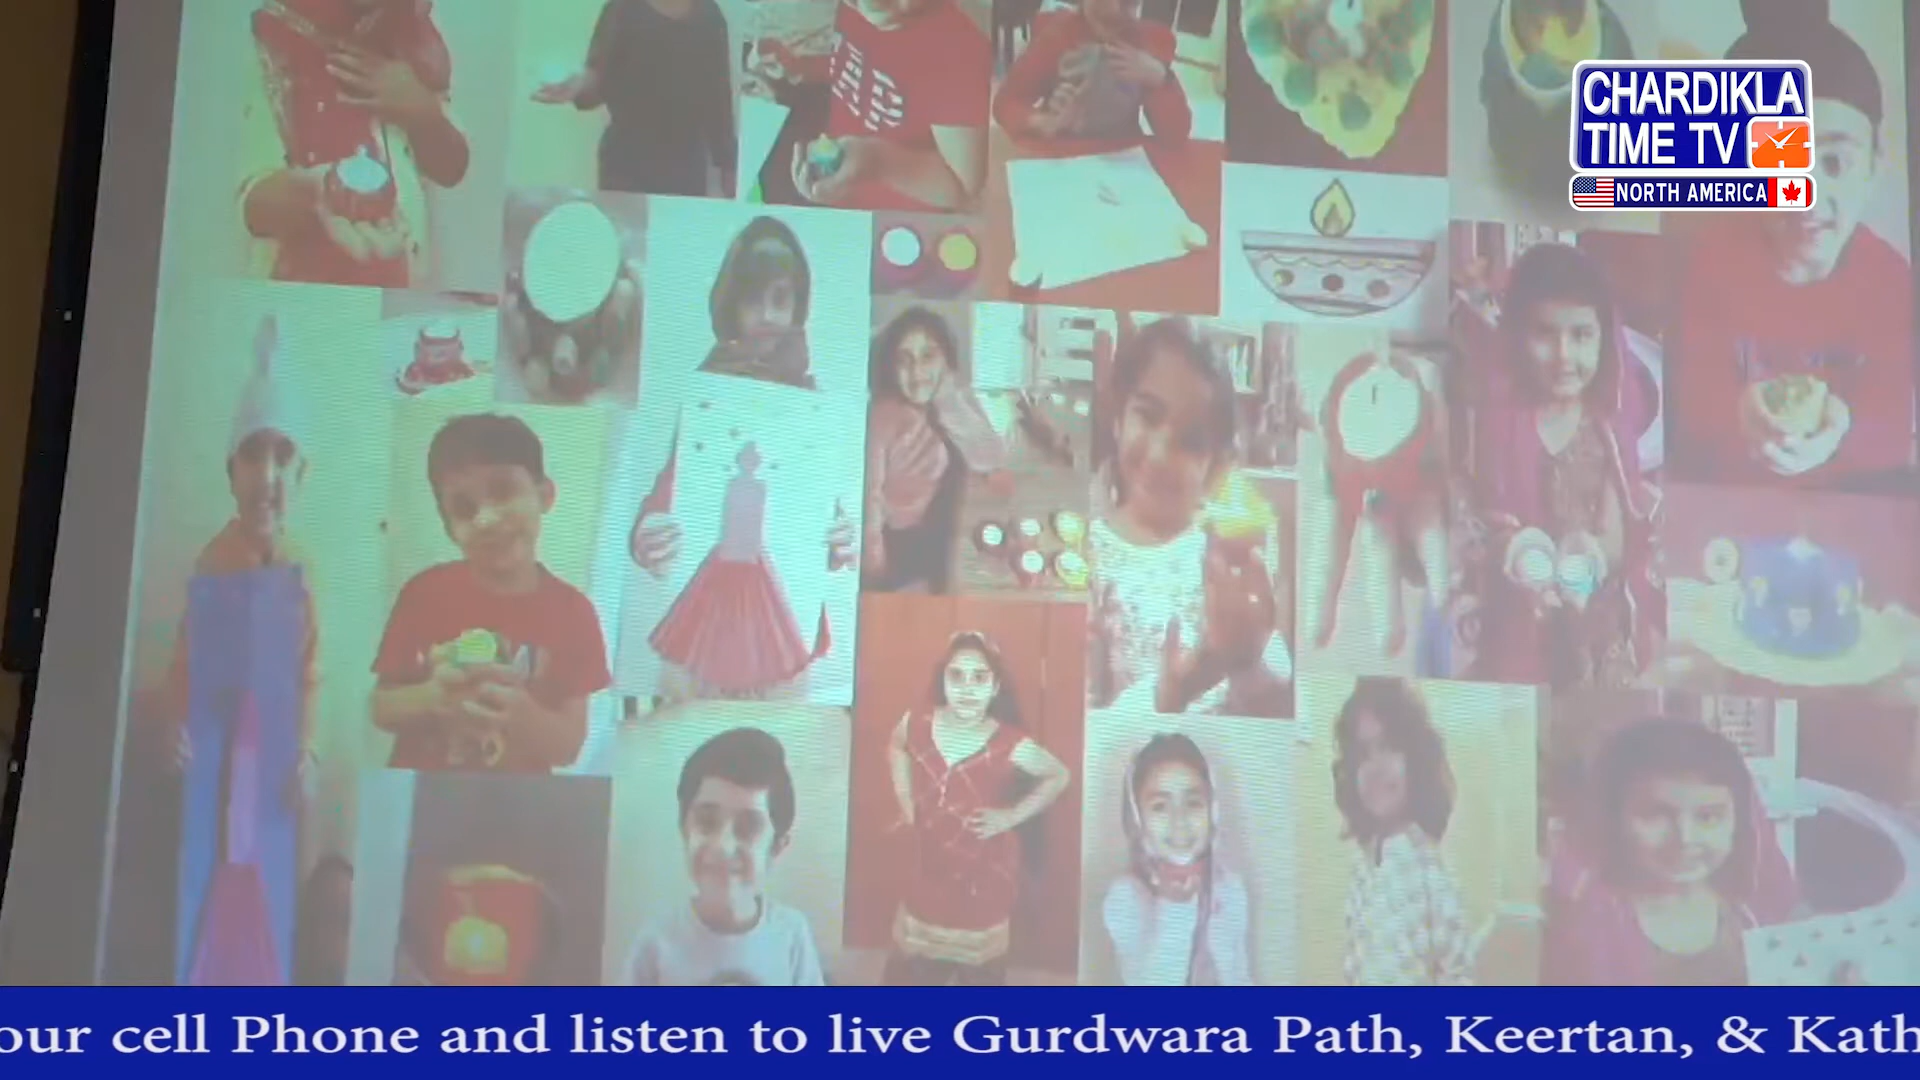 CHARDIKLA
TIME TV
NORTH AMERICA
our cell Phone and listen to live Gurdwara Path, Keertan, & Kath